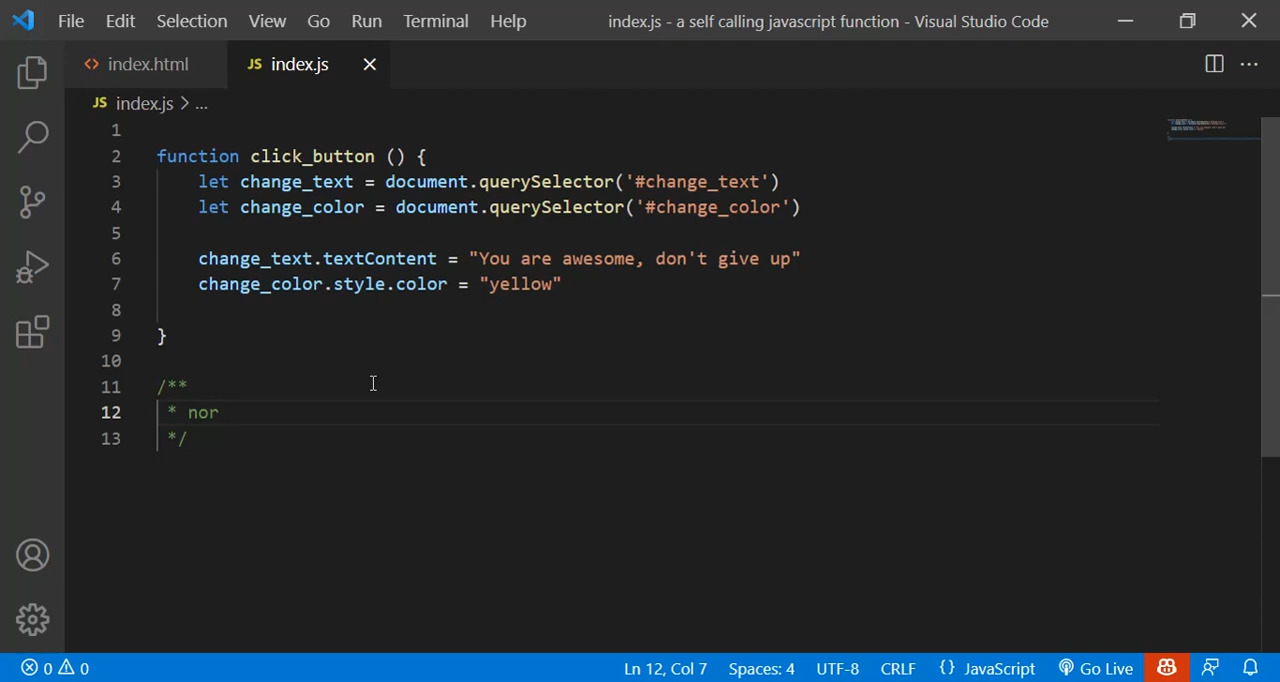 File Edit Selection View Go Run Terminal Help index.js - a self calling javascript function - Visual Studio Code
<> index.html JS index.js
JS index.js > ...
1
2 function click_button () {
3 let change_text = document.querySelector('#change_text')
4 let change_color = document.querySelector('#change_color')
5
6 change_text.textContent = "You are awesome, don't give up"
7 change_color.style.color = "yellow"
8
9 }
10
11 /**
12 * nor
13 */
0 0 Ln 12, Col 7 Spaces: 4 UTF-8 CRLF {} JavaScript Go Live